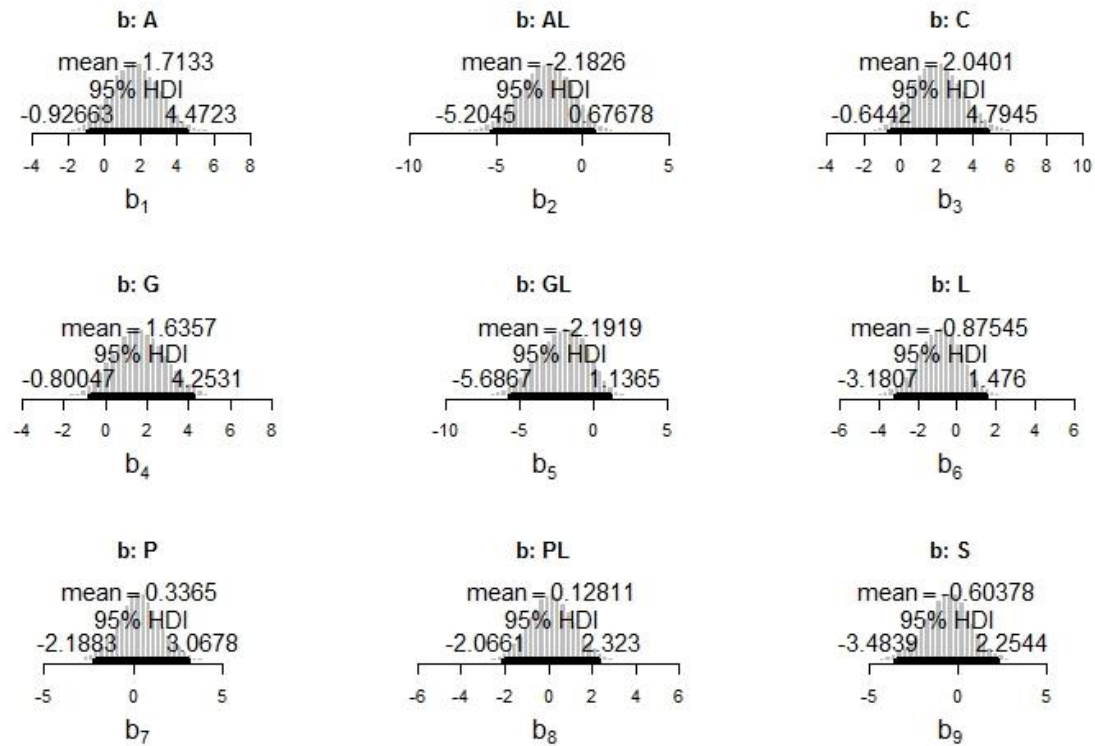 b: A
mean = 1.7133
95% HDI
-0.92663 4.4723
-4 -2 0 2 4 6 8
b1
b: AL
mean = -2.1826
95% HDI
-5.2045 0.67678
-10 -5 0 5
b2
b: C
mean = 2.0401
95% HDI
-0.6442 4.7945
-4 -2 0 2 4 6 8 10
b3
b: G
mean = 1.6357
95% HDI
-0.80047 4.2531
-4 -2 0 2 4 6 8
b4
b: GL
mean = -2.1919
95% HDI
-5.6867 1.1365
-10 -5 0 5
b5
b: L
mean = -0.87545
95% HDI
-3.1807 1.476
-6 -4 -2 0 2 4 6
b6
b: P
mean = 0.3365
95% HDI
-2.1883 3.0678
-5 0 5
b7
b: PL
mean = 0.12811
95% HDI
-2.0661 2.323
-6 -4 -2 0 2 4 6
b8
b: S
mean = -0.60378
95% HDI
-3.4839 2.2544
-5 0 5
b9